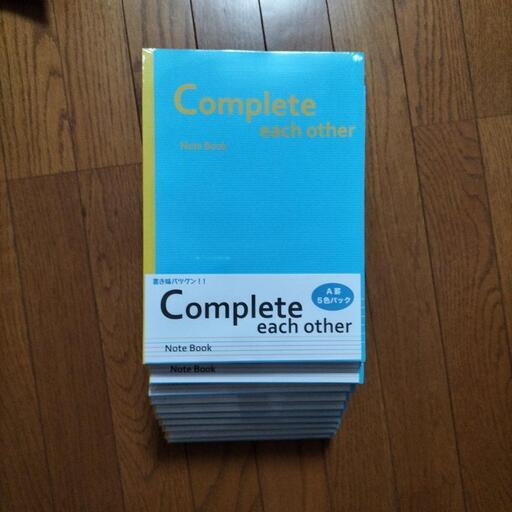 Complete
each other
Note Book
書き味バツグン!!
A 罫
5色パック
Complete
each other
Note Book
Note Book